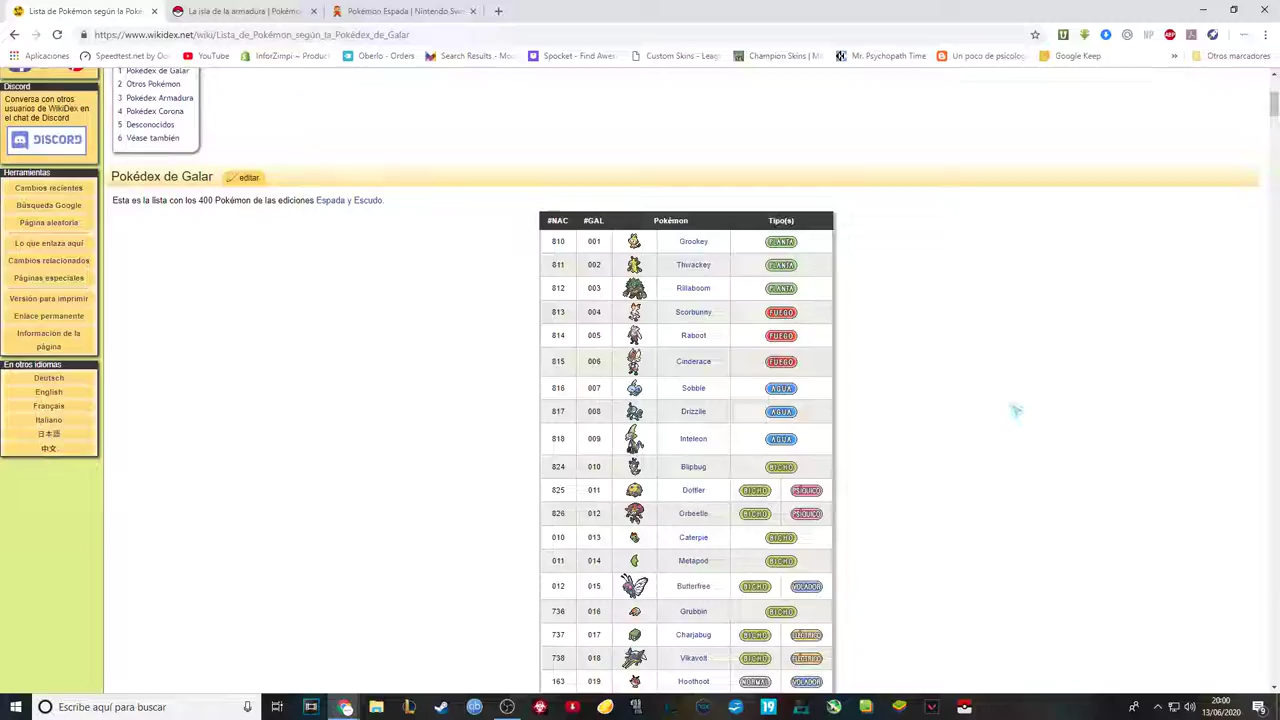 Lista de Pokémon según la Poke
La isla de la armadura | Pokémo
Pokémon Espada | Nintendo Sw
https://www.wikidex.net/wiki/Lista_de_Pokémon_según_la_Pokédex_de_Galar
Aplicaciones
Speedtest.net by O...
YouTube
InforZimpi – Produc
Oberlo - Orders
Spocket - Find Awe
Custom Skins - Leag
Champion Skins | M
Mr. Psychopath Time
Un poco de psicolog
Google Keep
»
Otros marcadores
1 Pokédex de Galar
2 Otros Pokémon
3 Pokédex Armadura
4 Pokédex Corona
5 Desconocidos
6 Véase también
Discord
Conversa con otros
usuarios de WikiDex en
el chat de Discord
DISCORD
Herramientas
Cambios recientes
Búsqueda Google
Página aleatoria
Lo que enlaza aquí
Cambios relacionados
Páginas especiales
Versión para imprimir
Enlace permanente
Información de la
página
En otros idiomas
Deutsch
English
Français
Italiano
日本語
中文
Pokédex de Galar editar
Esta es la lista con los 400 Pokémon de las ediciones Espada y Escudo.
#NAC #GAL Pokémon Tipo(s)
810 001 Grookey PLANTA
811 002 Thwackey PLANTA
812 003 Rillaboom PLANTA
813 004 Scorbunny FUEGO
814 005 Raboot FUEGO
815 006 Cinderace FUEGO
816 007 Sobble AGUA
817 008 Drizzile AGUA
818 009 Inteleon AGUA
824 010 Blipbug BICHO
825 011 Dottler BICHO PSÍQUICO
826 012 Orbeetle BICHO PSÍQUICO
010 013 Caterpie BICHO
011 014 Metapod BICHO
012 015 Butterfree BICHO VOLADOR
736 016 Grubbin BICHO
737 017 Charjabug BICHO ELÉCTRICO
738 018 Vikavolt BICHO ELÉCTRICO
163 019 Hoothoot NORMAL VOLADOR
Escribe aquí para buscar
20:00
13/06/2020